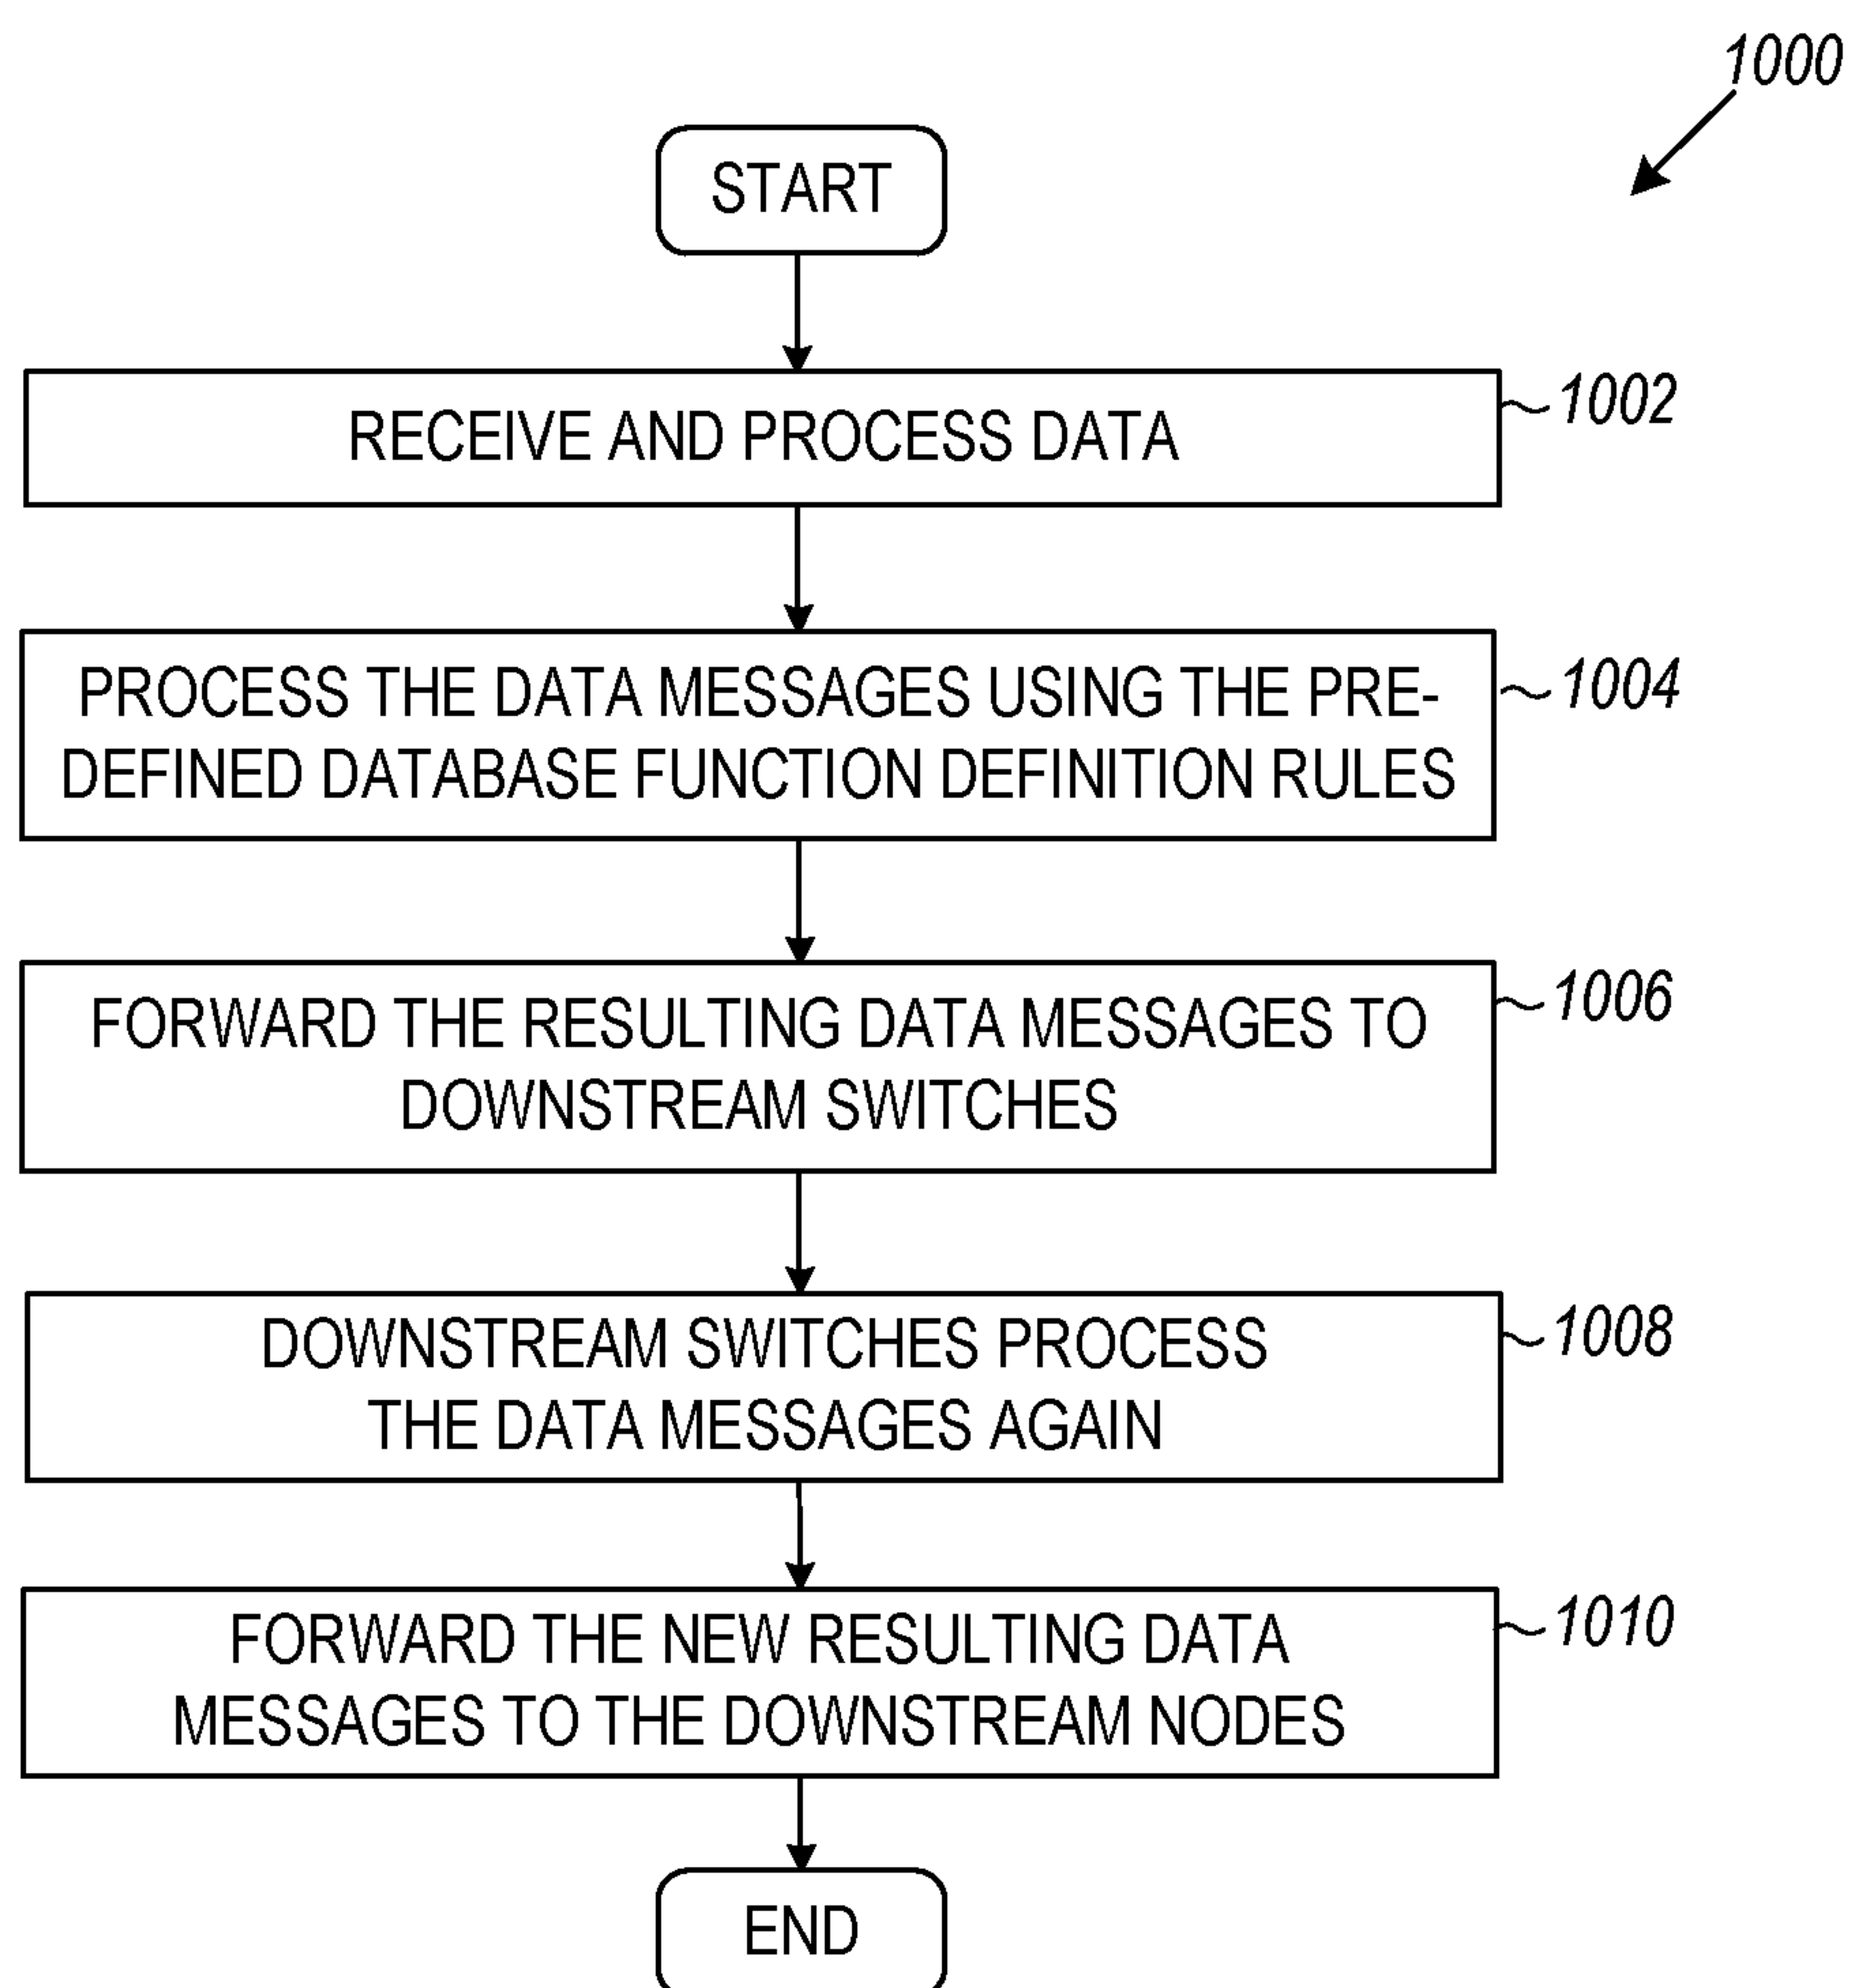 1000
START
RECEIVE AND PROCESS DATA
1002
PROCESS THE DATA MESSAGES USING THE PRE-
DEFINED DATABASE FUNCTION DEFINITION RULES
1004
FORWARD THE RESULTING DATA MESSAGES TO
DOWNSTREAM SWITCHES
1006
DOWNSTREAM SWITCHES PROCESS
THE DATA MESSAGES AGAIN
1008
FORWARD THE NEW RESULTING DATA
MESSAGES TO THE DOWNSTREAM NODES
1010
END